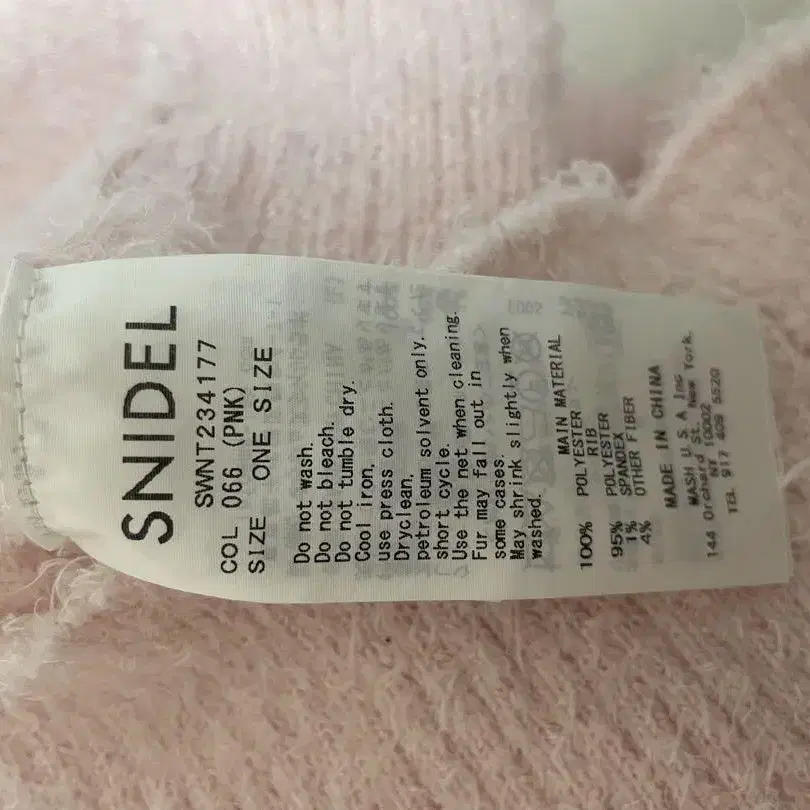 SNIDEL
SWNT234177
COL 066 (PNK)
SIZE ONE SIZE
Do not wash.
Do not bleach.
Do not tumble dry.
Cool iron,
use press cloth.
Dryclean,
petroleum solvent only.
short cycle.
Use the net when cleaning.
Fur may fall out in
some cases.
May shrink slightly when
washed.
MAIN MATERIAL
100% POLYESTER
RIB
95% POLYESTER
1% SPANDEX
4% OTHER FIBER
MADE IN CHINA
MASH U S A Inc
144 Orchard St. New York.
NY 10002
TEL 917 409 5520